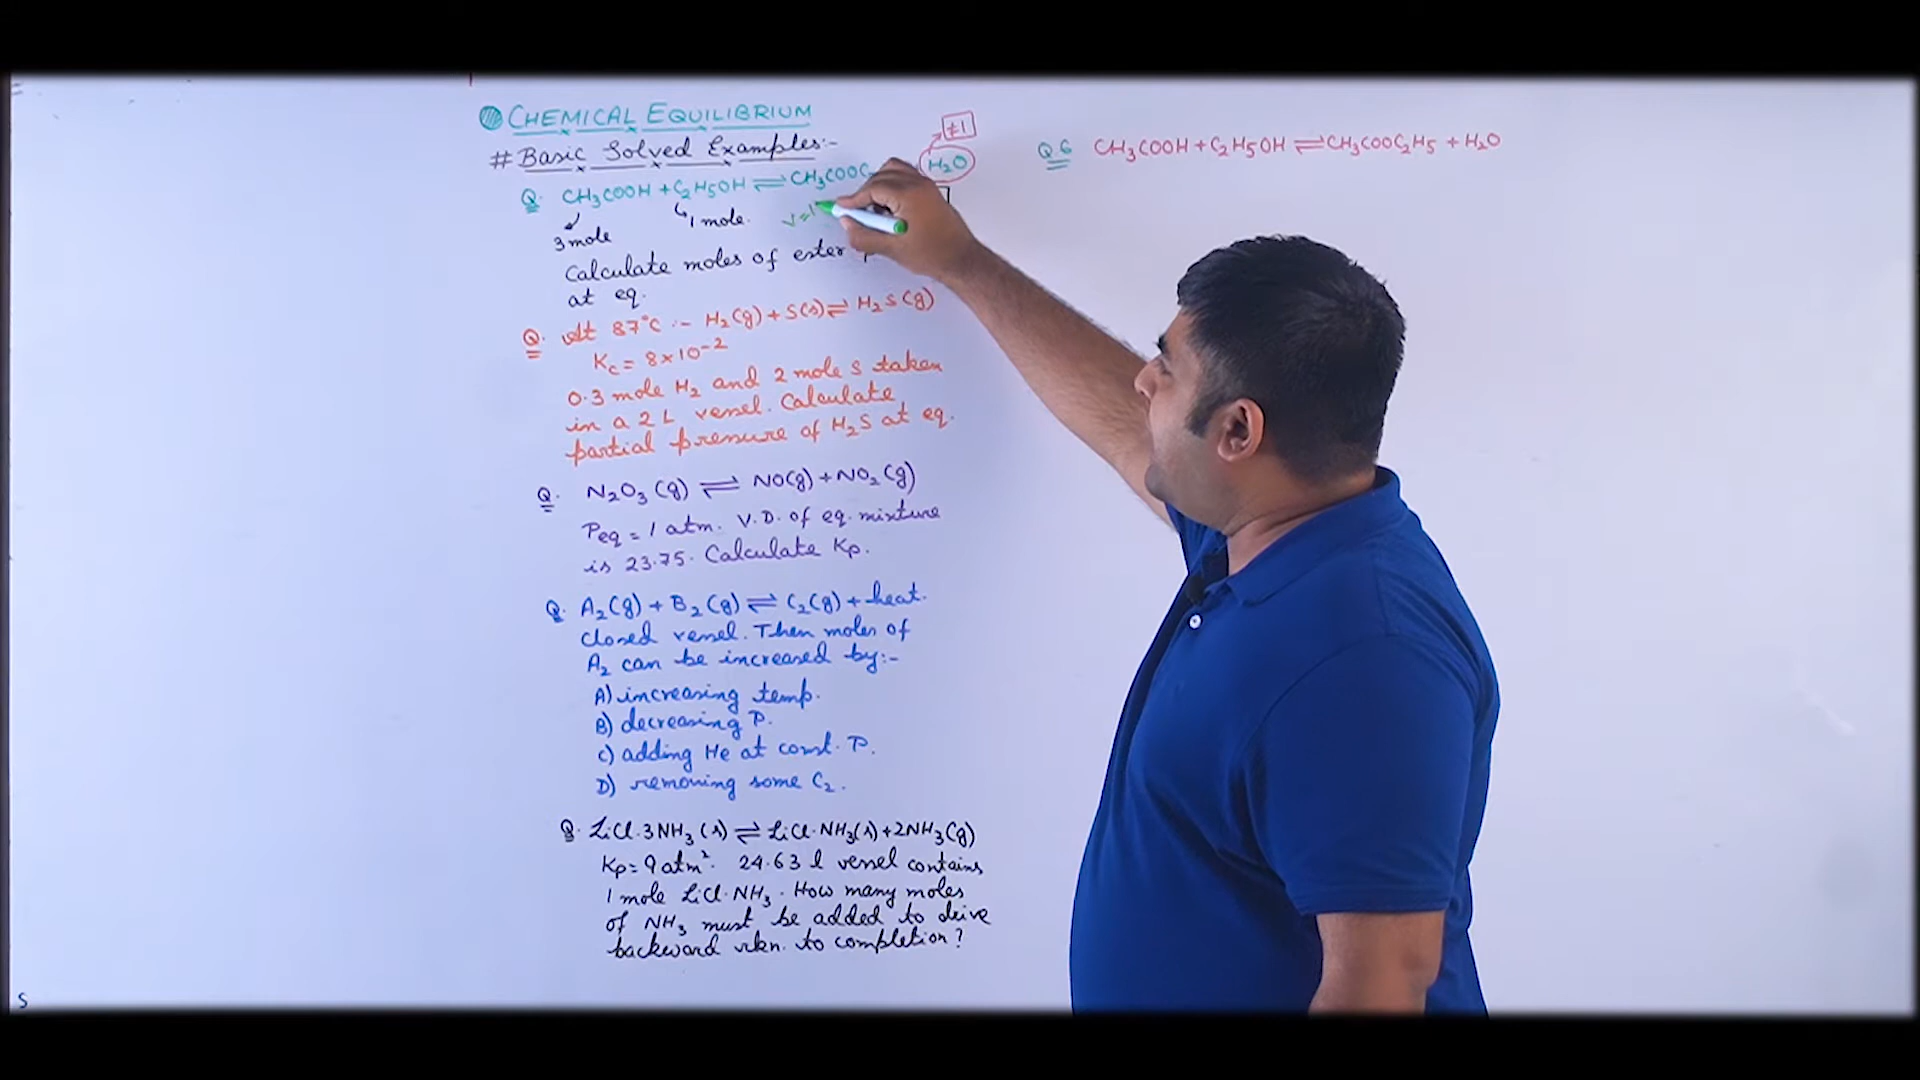 CHEMICAL EQUILIBRIUM
# Basic Solved Examples:-
≠1
Q. CH3COOH + C2H5OH ⇌ CH3COOC H2O
3 mole
1 mole.
V=1
Calculate moles of ester
at eq.
Q. At 87°C :- H2(g) + S(s) ⇌ H2S(g)
Kc = 8×10-2
0.3 mole H2 and 2 mole S taken
in a 2 L vessel. Calculate
partial pressure of H2S at eq.
Q. N2O3(g) ⇌ NO(g) + NO2(g)
Peq = 1 atm. V.D. of eq. mixture
is 23.75. Calculate Kp.
Q. A2(g) + B2(g) ⇌ C2(g) + heat.
closed vessel. Then moles of
A2 can be increased by:-
A) increasing temp.
B) decreasing P.
C) adding He at const. P.
D) removing some C2.
Q. LiCl.3NH3(s) ⇌ LiCl.NH3(s)+2NH3(g)
Kp=9 atm2. 24.63 l vessel contains
1 mole LiCl.NH3. How many moles
of NH3 must be added to drive
backward rkn. to completion?
Q6 CH3COOH + C2H5OH ⇌ CH3COOC2H5 + H2O
S